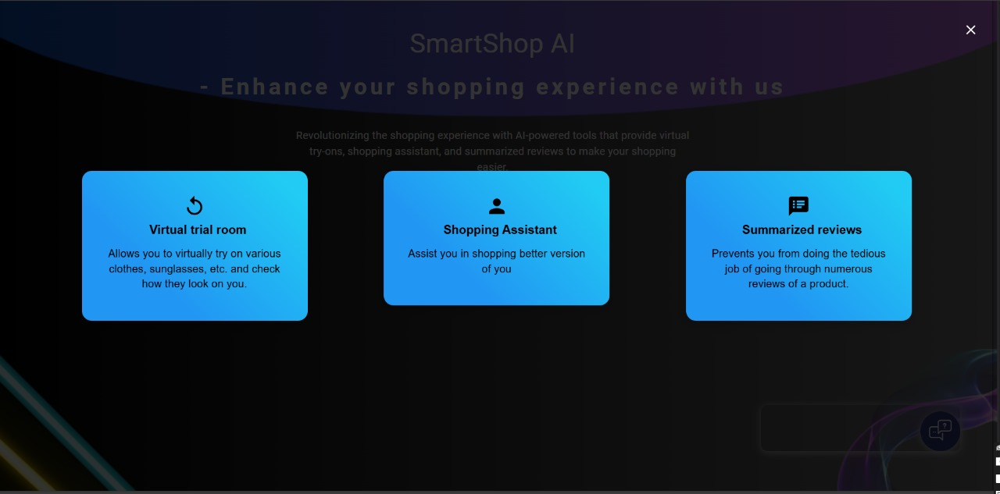 SmartShop AI
- Enhance your shopping experience with us
Revolutionizing the shopping experience with AI-powered tools that provide virtual
try-ons, shopping assistant, and summarized reviews to make your shopping
easier.
Virtual trial room
Allows you to virtually try on various
clothes, sunglasses, etc. and check
how they look on you.
Shopping Assistant
Assist you in shopping better version
of you
Summarized reviews
Prevents you from doing the tedious
job of going through numerous
reviews of a product.